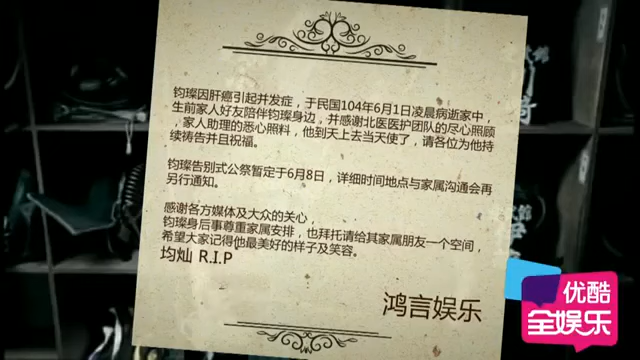 钧璨因肝癌引起并发症，于民国104年6月1日凌晨病逝家中，
生前家人好友陪伴钧璨身边，并感谢北医医护团队的尽心照顾
，家人助理的悉心照料，他到天上去当天使了，请各位为他持
续祷告并且祝福。
钧璨告别式公祭暂定于6月8日，详细时间地点与家属沟通会再
另行通知。
感谢各方媒体及大众的关心，
钧璨身后事尊重家属安排，也拜托请给其家属朋友一个空间，
希望大家记得他最美好的样子及笑容。
均灿 R.I.P
鸿言娱乐
优酷
全娱乐